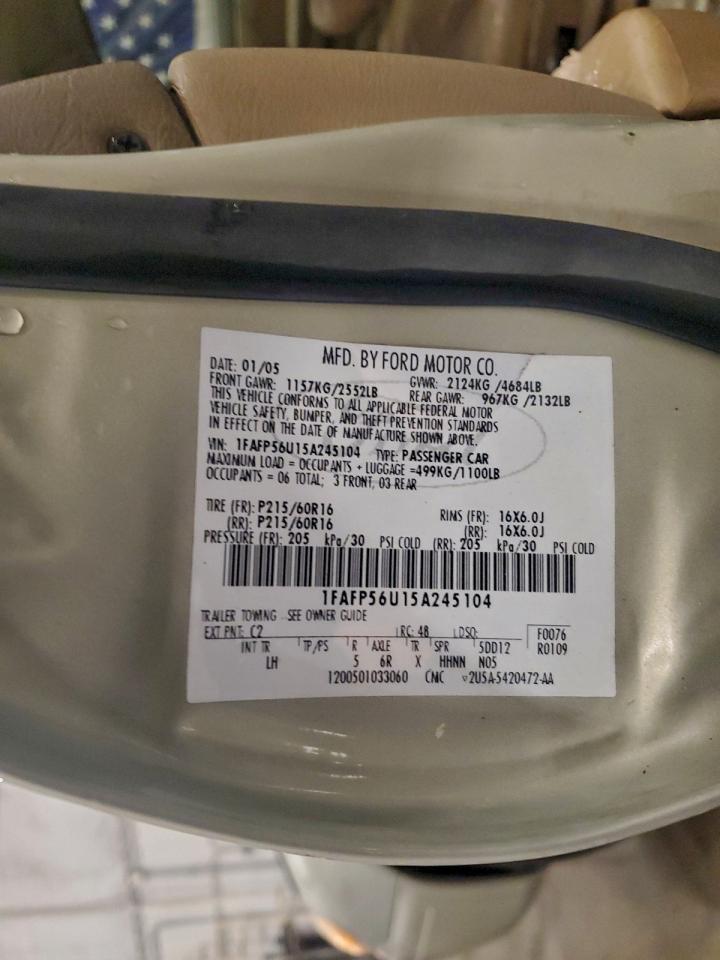 MFD. BY FORD MOTOR CO.
DATE: 01/05
GVWR: 2124KG /4684LB
FRONT GAWR: 1157KG/2552LB
REAR GAWR: 967KG /2132LB
THIS VEHICLE CONFORMS TO ALL APPLICABLE FEDERAL MOTOR
VEHICLE SAFETY, BUMPER, AND THEFT PREVENTION STANDARDS
IN EFFECT ON THE DATE OF MANUFACTURE SHOWN ABOVE.
VIN: 1FAFP56U15A245104 TYPE: PASSENGER CAR
MAXIMUM LOAD = OCCUPANTS + LUGGAGE =499KG/1100LB
OCCUPANTS = 06 TOTAL; 3 FRONT, 03 REAR
TIRE (FR): P215/60R16 RIMS (FR): 16X6.0J
(RR): P215/60R16 (RR): 16X6.0J
PRESSURE (FR): 205 kPa/30 PSI COLD (RR): 205 kPa/30 PSI COLD
1FAFP56U15A245104
TRAILER TOWING - SEE OWNER GUIDE
EXT PNT: C2 RC: 48 DSO: F0076
INT TR TP/PS R AXLE TR SPR 5DD12 R0109
LH 5 6R X HHNN N05
1200501033060 CMC 2U5A-5420472-AA